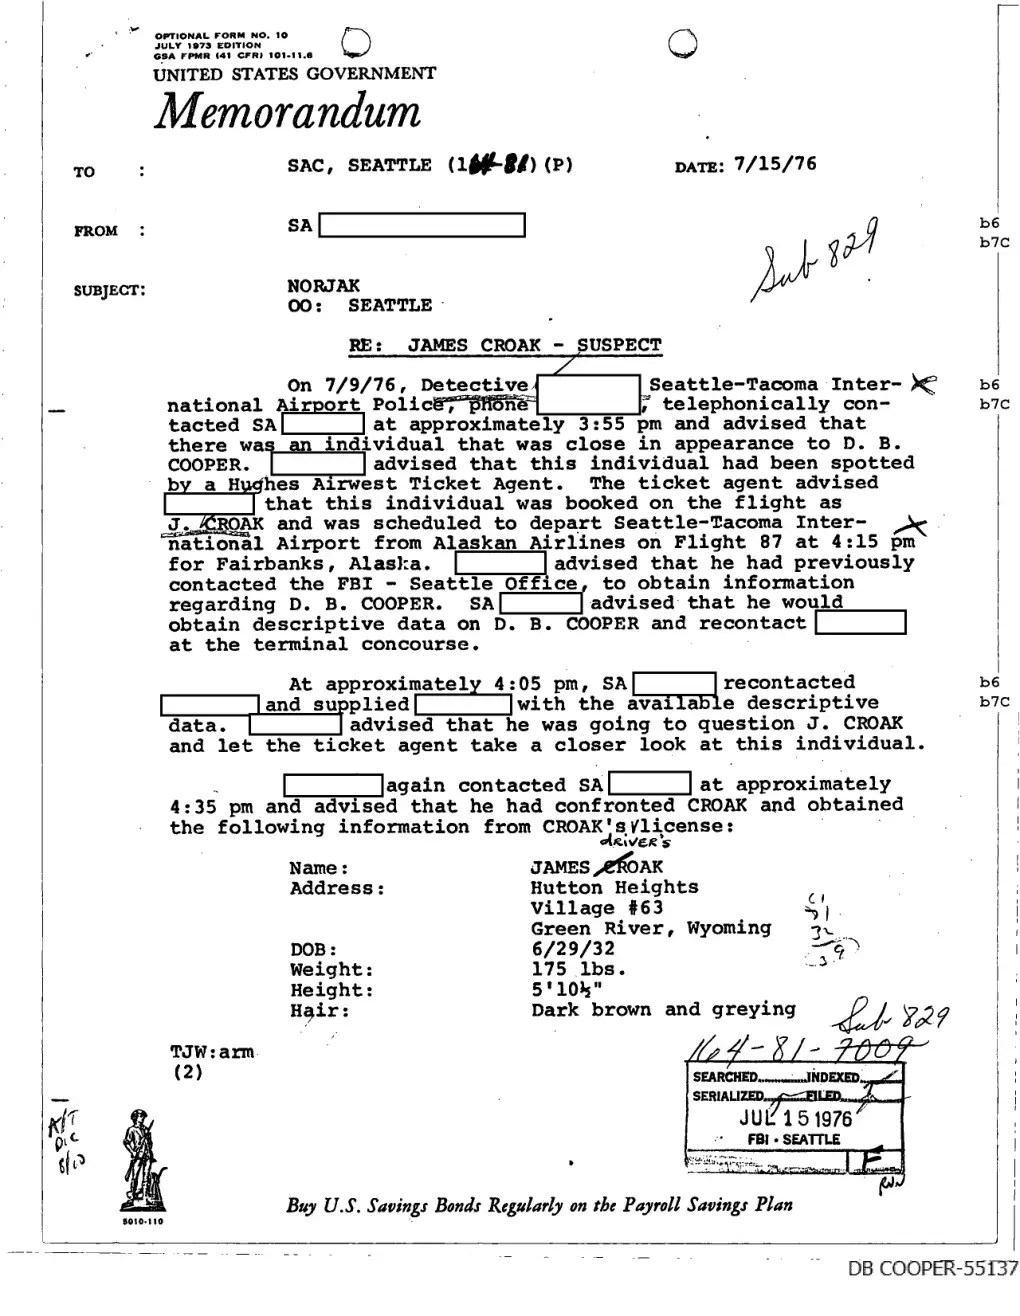 OPTIONAL FORM NO. 10
JULY 1973 EDITION
GSA FPMR (41 CFR) 101-11.6
UNITED STATES GOVERNMENT
Memorandum
TO : SAC, SEATTLE (164-81) (P) DATE: 7/15/76
FROM : SA b6
b7C
Sub 829
SUBJECT: NORJAK
OO: SEATTLE
RE: JAMES CROAK - SUSPECT
On 7/9/76, Detective Seattle-Tacoma Inter- b6
national Airport Police, phone , telephonically con- b7C
tacted SA at approximately 3:55 pm and advised that
there was an individual that was close in appearance to D. B.
COOPER. advised that this individual had been spotted
by a Hughes Airwest Ticket Agent. The ticket agent advised
that this individual was booked on the flight as
J. CROAK and was scheduled to depart Seattle-Tacoma Inter-
national Airport from Alaskan Airlines on Flight 87 at 4:15 pm
for Fairbanks, Alaska. advised that he had previously
contacted the FBI - Seattle Office, to obtain information
regarding D. B. COOPER. SA advised that he would
obtain descriptive data on D. B. COOPER and recontact
at the terminal concourse.
At approximately 4:05 pm, SA recontacted b6
and supplied with the available descriptive b7C
data. advised that he was going to question J. CROAK
and let the ticket agent take a closer look at this individual.
again contacted SA at approximately
4:35 pm and advised that he had confronted CROAK and obtained
the following information from CROAK's license:
DRIVER'S
Name: JAMES CROAK
Address: Hutton Heights
Village #63
Green River, Wyoming
DOB: 6/29/32
Weight: 175 lbs.
Height: 5'10½"
Hair: Dark brown and greying
Sub 829
164-81-7009
TJW:arm
(2)
SEARCHED INDEXED
SERIALIZED FILED
JUL 15 1976
FBI - SEATTLE
5010-110
Buy U.S. Savings Bonds Regularly on the Payroll Savings Plan
DB COOPER-55137